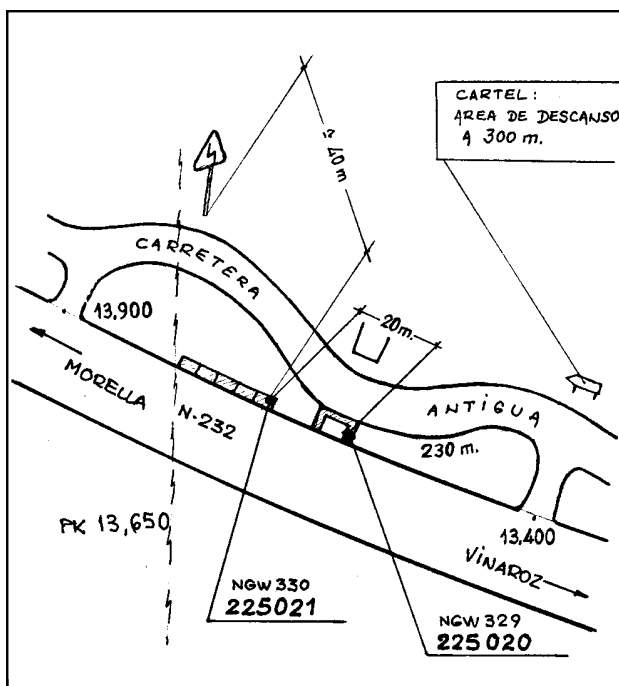 CARTEL:
AREA DE DESCANSO
A 300 m.
40 m
CARRETERA
13,900
20m.
MORELLA
N-232
ANTIGUA
230 m.
PK 13,650
13,400
VINAROZ
NGW 330
225021
NGW 329
225020